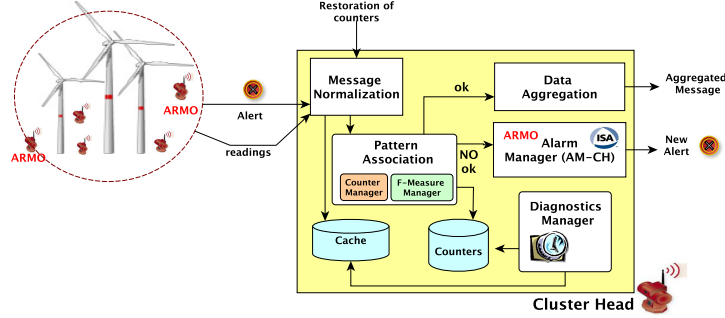 Restoration of
counters
ARMO
ARMO
Alert
readings
Message
Normalization
ok
Data
Aggregation
Aggregated
Message
Pattern
Association
Counter
Manager
F-Measure
Manager
NO
ok
ARMO
Alarm
Manager (AM-CH)
ISA
New
Alert
Cache
Counters
Diagnostics
Manager
Cluster Head